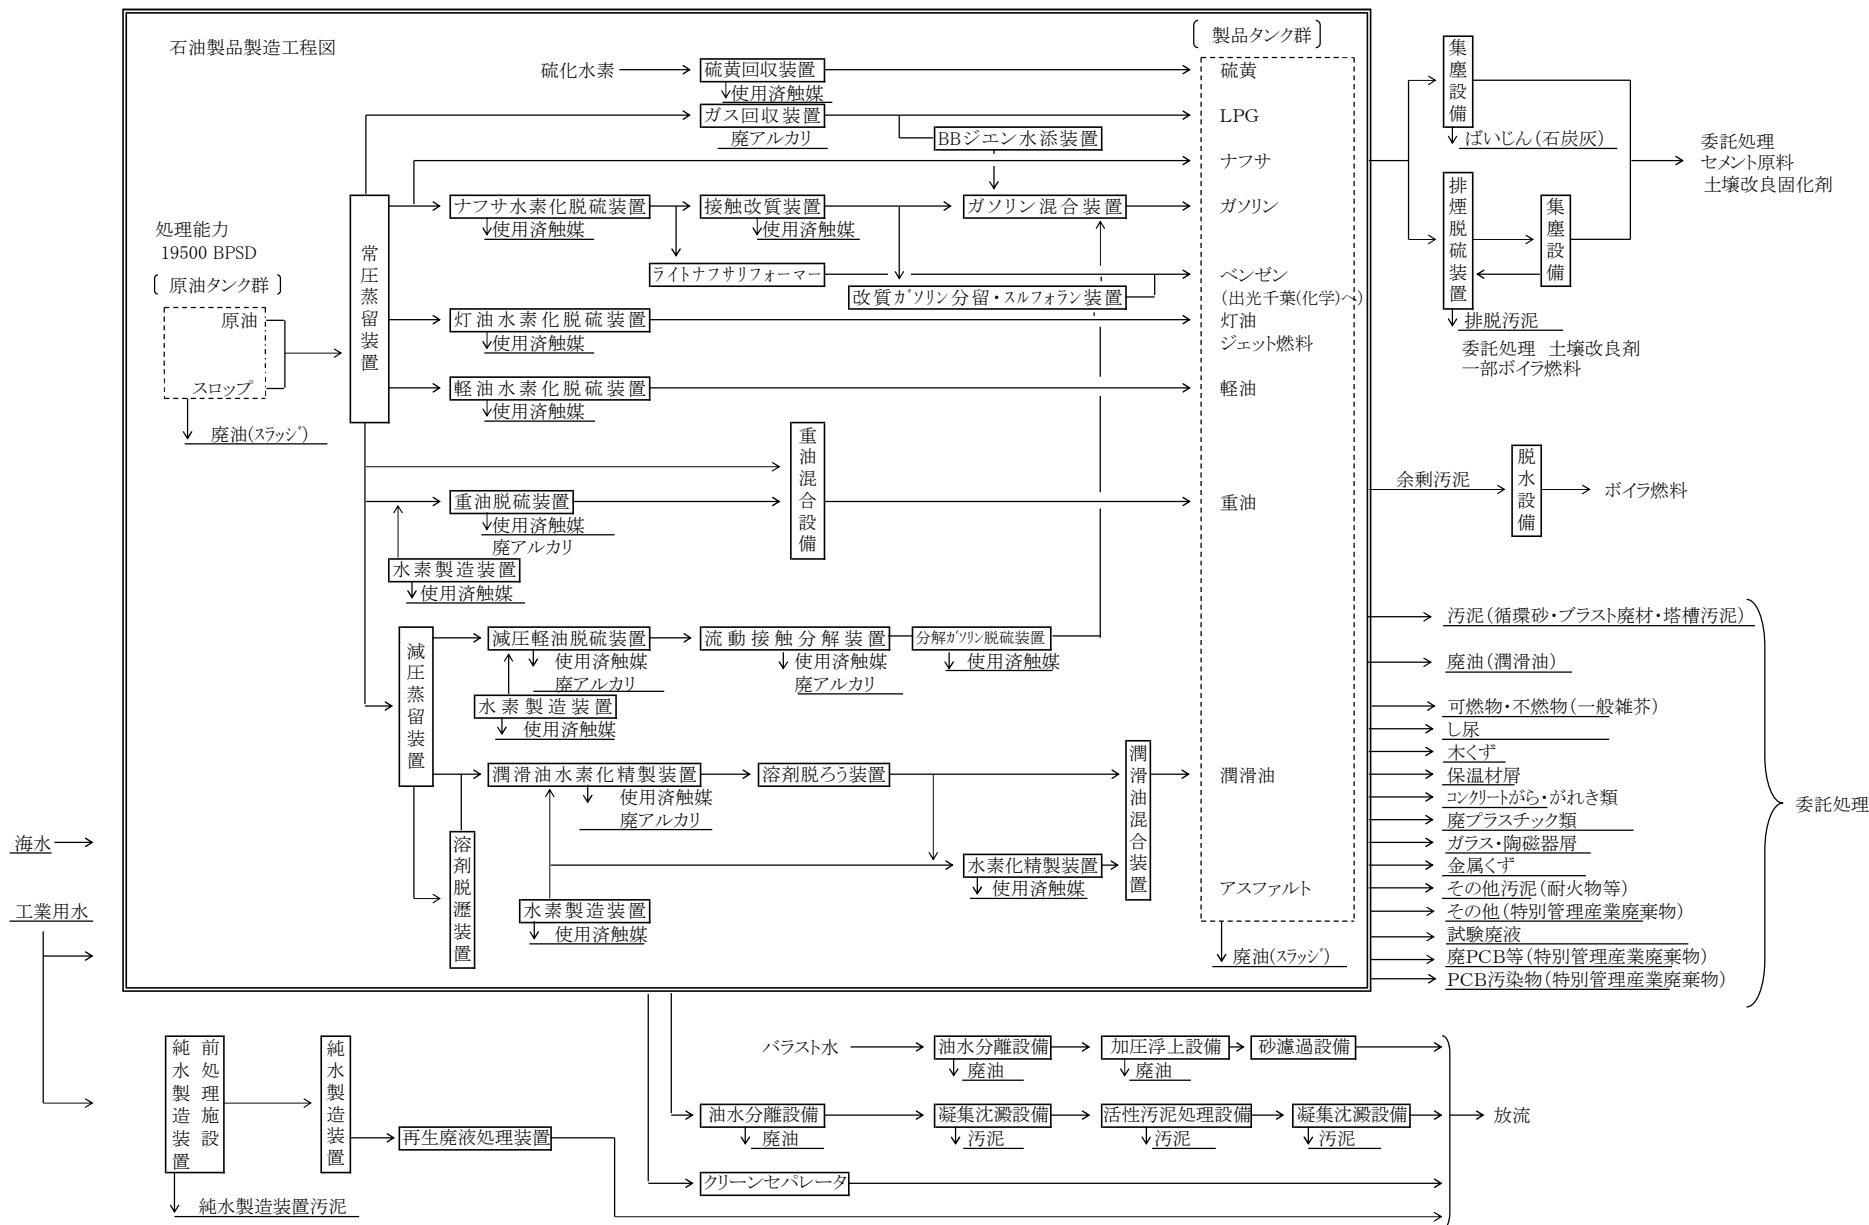 石油製品製造工程図
〔 製品タンク群 〕
硫化水素
硫黄回収装置
使用済触媒
硫黄
ガス回収装置
廃アルカリ
LPG
BBジエン水添装置
ナフサ
処理能力
19500 BPSD
〔 原油タンク群 〕
原油
スロップ
廃油(スラッジ)
常圧蒸留装置
ナフサ水素化脱硫装置
使用済触媒
接触改質装置
使用済触媒
ガソリン混合装置
ガソリン
ライトナフサリフォーマー
ベンゼン
(出光千葉(化学)へ)
改質ガソリン分留・スルフォラン装置
灯油水素化脱硫装置
使用済触媒
灯油
ジェット燃料
軽油水素化脱硫装置
使用済触媒
軽油
重油混合設備
重油脱硫装置
使用済触媒
廃アルカリ
重油
水素製造装置
使用済触媒
減圧蒸留装置
減圧軽油脱硫装置
使用済触媒
廃アルカリ
流動接触分解装置
使用済触媒
廃アルカリ
分解ガソリン脱硫装置
使用済触媒
水素製造装置
使用済触媒
潤滑油水素化精製装置
使用済触媒
廃アルカリ
溶剤脱ろう装置
潤滑油混合装置
潤滑油
溶剤脱瀝装置
水素化精製装置
使用済触媒
アスファルト
水素製造装置
使用済触媒
廃油(スラッジ)
集塵設備
ばいじん(石炭灰)
委託処理
セメント原料
土壌改良固化剤
排煙脱硫装置
集塵設備
排脱汚泥
委託処理 土壌改良剤
一部ボイラ燃料
余剰汚泥
脱水設備
ボイラ燃料
汚泥(循環砂・ブラスト廃材・塔槽汚泥)
廃油(潤滑油)
可燃物・不燃物(一般雑芥)
し尿
木くず
保温材屑
コンクリートがら・がれき類
廃プラスチック類
ガラス・陶磁器屑
金属くず
その他汚泥(耐火物等)
その他(特別管理産業廃棄物)
試験廃液
廃PCB等(特別管理産業廃棄物)
PCB汚染物(特別管理産業廃棄物)
委託処理
海水
工業用水
前処理施設
純水製造装置
純水製造装置汚泥
純水製造装置
再生廃液処理装置
バラスト水
油水分離設備
廃油
加圧浮上設備
廃油
砂濾過設備
油水分離設備
廃油
凝集沈澱設備
汚泥
活性汚泥処理設備
汚泥
凝集沈澱設備
汚泥
放流
クリーンセパレータ